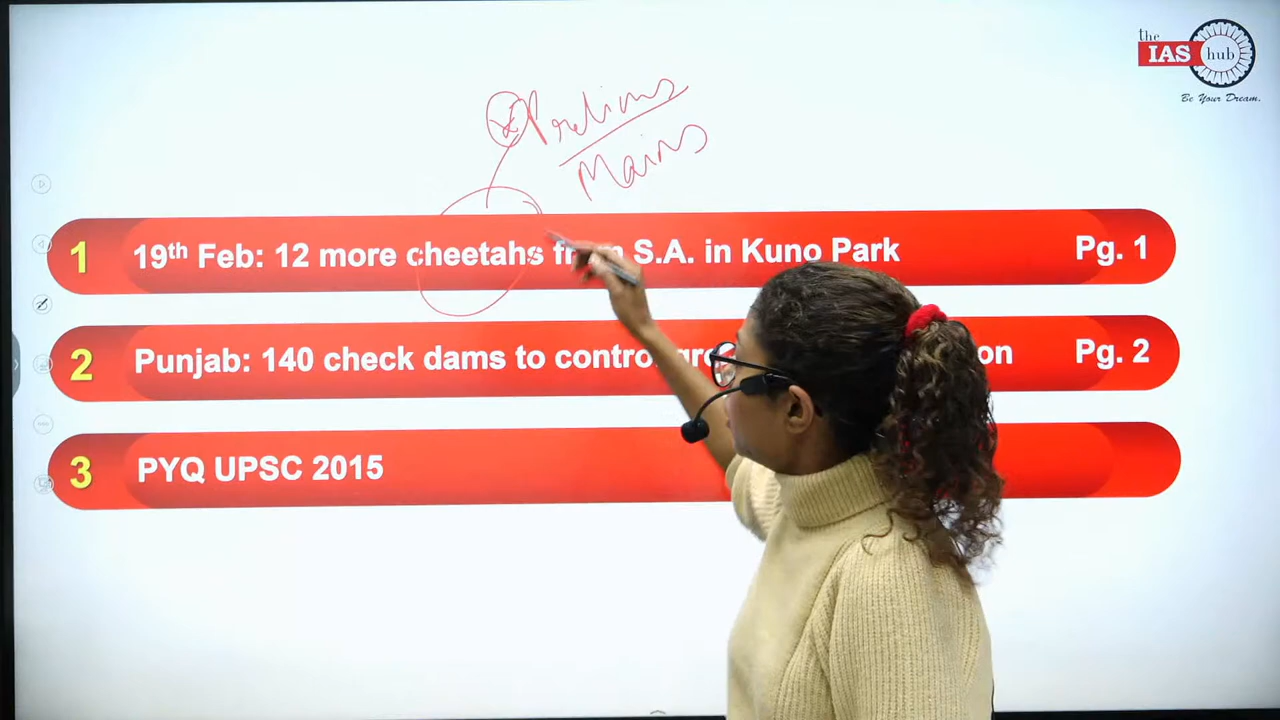 the
IAS hub
Be Your Dream.
Prelims
Mains
1 19th Feb: 12 more cheetahs from S.A. in Kuno Park Pg. 1
2 Punjab: 140 check dams to control on Pg. 2
3 PYQ UPSC 2015